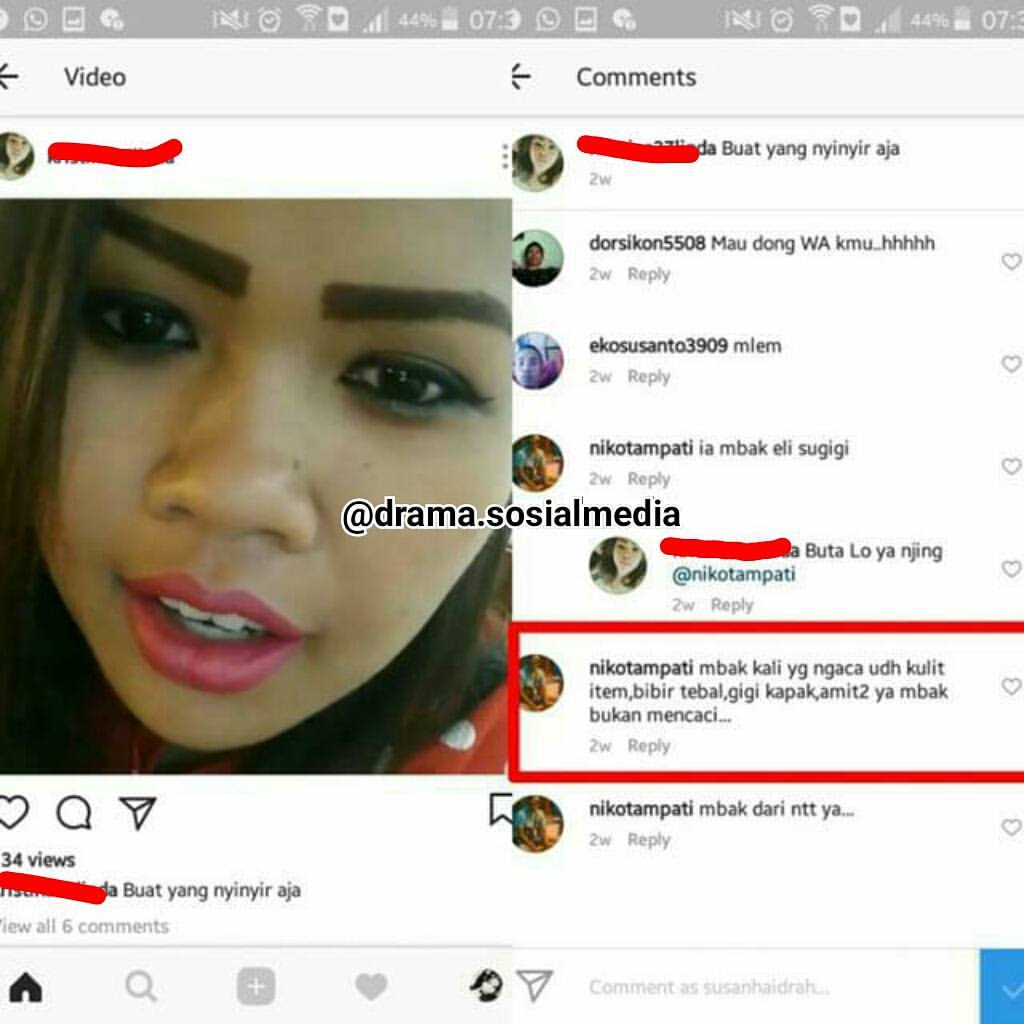 44% 07:3
Video
34 views
da Buat yang nyinyir aja
View all 6 comments
44% 07:3
Comments
da Buat yang nyinyir aja
2w
dorsikon5508 Mau dong WA kmu..hhhhh
2w Reply
ekosusanto3909 mlem
2w Reply
nikotampati ia mbak eli sugigi
2w Reply
@drama.sosialmedia
a Buta Lo ya njing
@nikotampati
2w Reply
nikotampati mbak kali yg ngaca udh kulit
item,bibir tebal,gigi kapak,amit2 ya mbak
bukan mencaci...
2w Reply
nikotampati mbak dari ntt ya...
2w Reply
Comment as susanhaidrah...